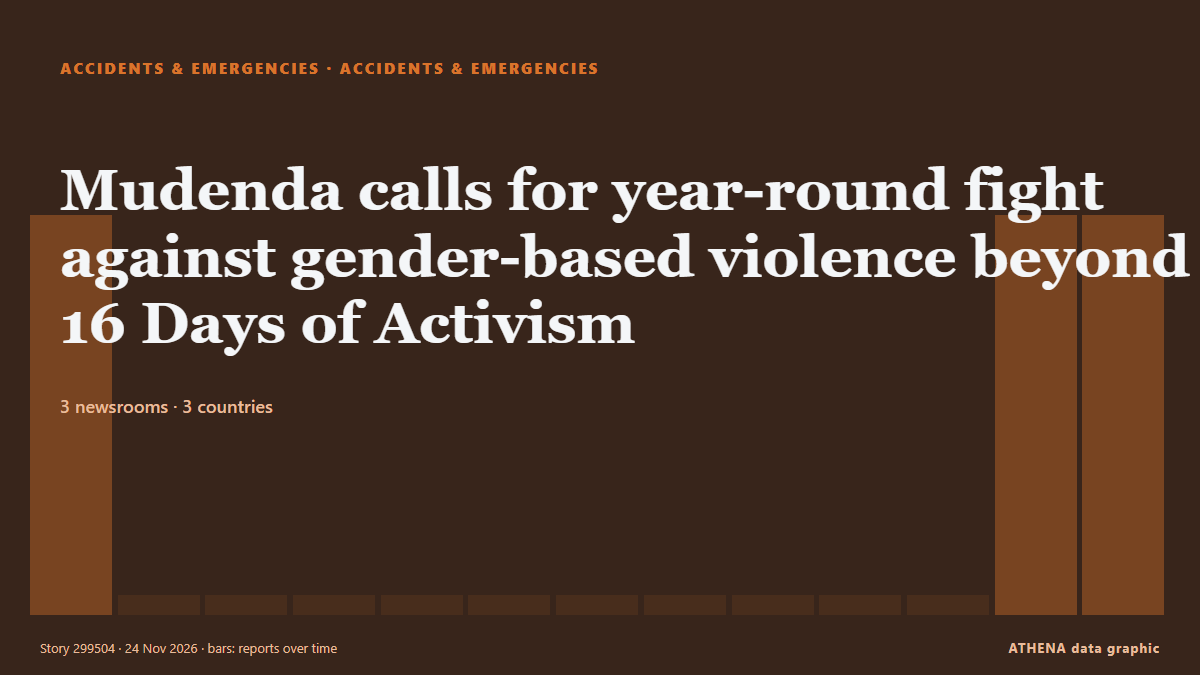 ACCIDENTS & EMERGENCIES · ACCIDENTS & EMERGENCIES
Mudenda calls for year-round fight
against gender-based violence beyond
16 Days of Activism
3 newsrooms · 3 countries
Story 299504 · 24 Nov 2026 · bars: reports over time
ATHENA data graphic